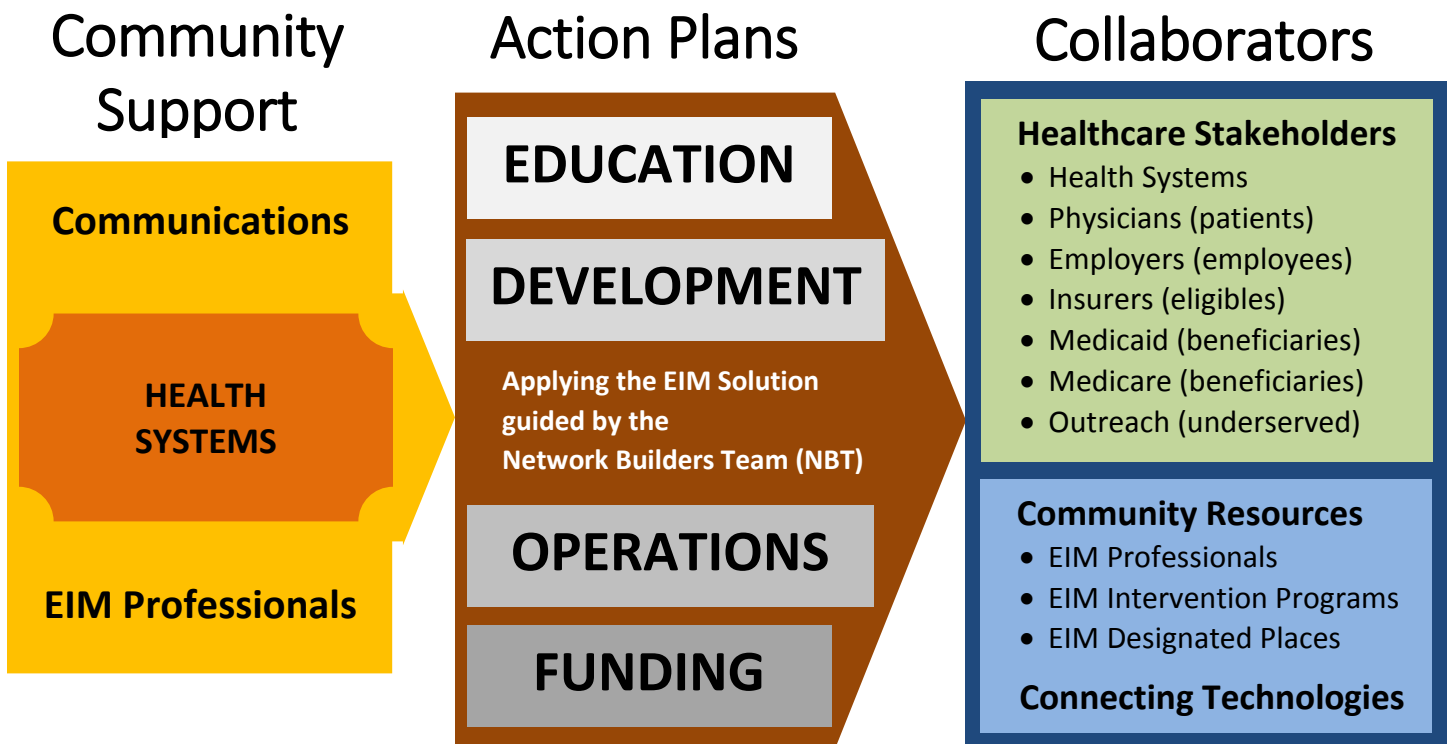 Community
Support
Communications
HEALTH
SYSTEMS
EIM Professionals
Action Plans
EDUCATION
DEVELOPMENT
Applying the EIM Solution
guided by the
Network Builders Team (NBT)
OPERATIONS
FUNDING
Collaborators
Healthcare Stakeholders
• Health Systems
• Physicians (patients)
• Employers (employees)
• Insurers (eligibles)
• Medicaid (beneficiaries)
• Medicare (beneficiaries)
• Outreach (underserved)
Community Resources
• EIM Professionals
• EIM Intervention Programs
• EIM Designated Places
Connecting Technologies